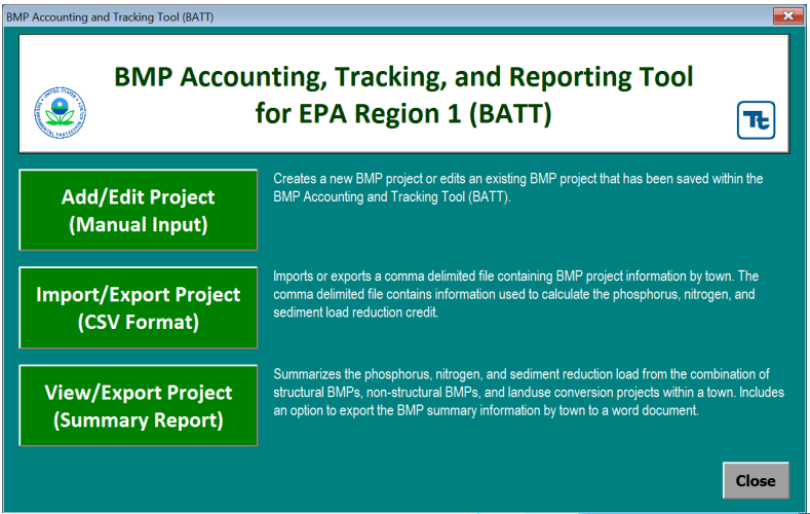 BMP Accounting and Tracking Tool (BATT)
BMP Accounting, Tracking, and Reporting Tool
for EPA Region 1 (BATT)
Tt
Add/Edit Project
(Manual Input)
Creates a new BMP project or edits an existing BMP project that has been saved within the
BMP Accounting and Tracking Tool (BATT).
Import/Export Project
(CSV Format)
Imports or exports a comma delimited file containing BMP project information by town. The
comma delimited file contains information used to calculate the phosphorus, nitrogen, and
sediment load reduction credit.
View/Export Project
(Summary Report)
Summarizes the phosphorus, nitrogen, and sediment reduction load from the combination of
structural BMPs, non-structural BMPs, and landuse conversion projects within a town. Includes
an option to export the BMP summary information by town to a word document.
Close